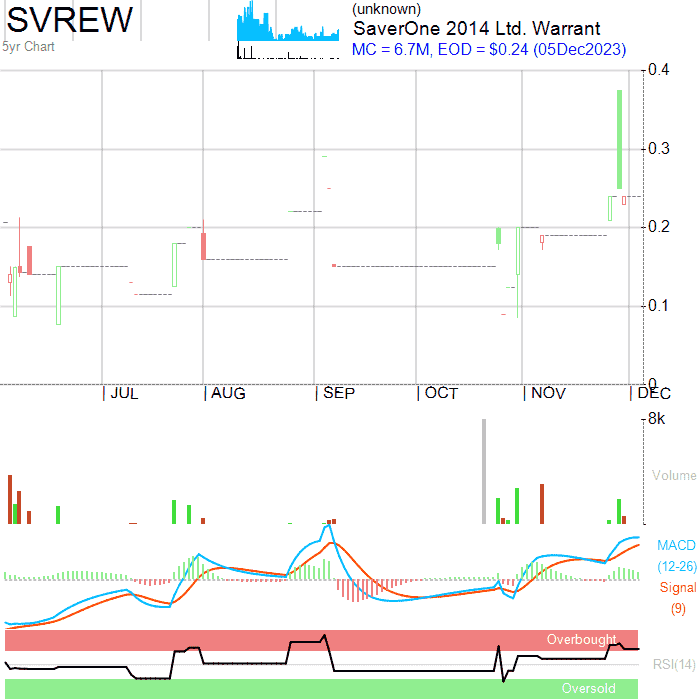 SVREW
5yr Chart
(unknown)
SaverOne 2014 Ltd. Warrant
MC = 6.7M, EOD = $0.24 (05Dec2023)
0.4
0.3
0.2
0.1
0
JUL
AUG
SEP
OCT
NOV
DEC
8k
Volume
MACD
(12-26)
Signal
(9)
Overbought
RSI(14)
Oversold